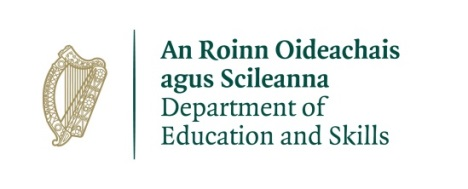 An Roinn Oideachais
agus Scileanna
Department of
Education and Skills